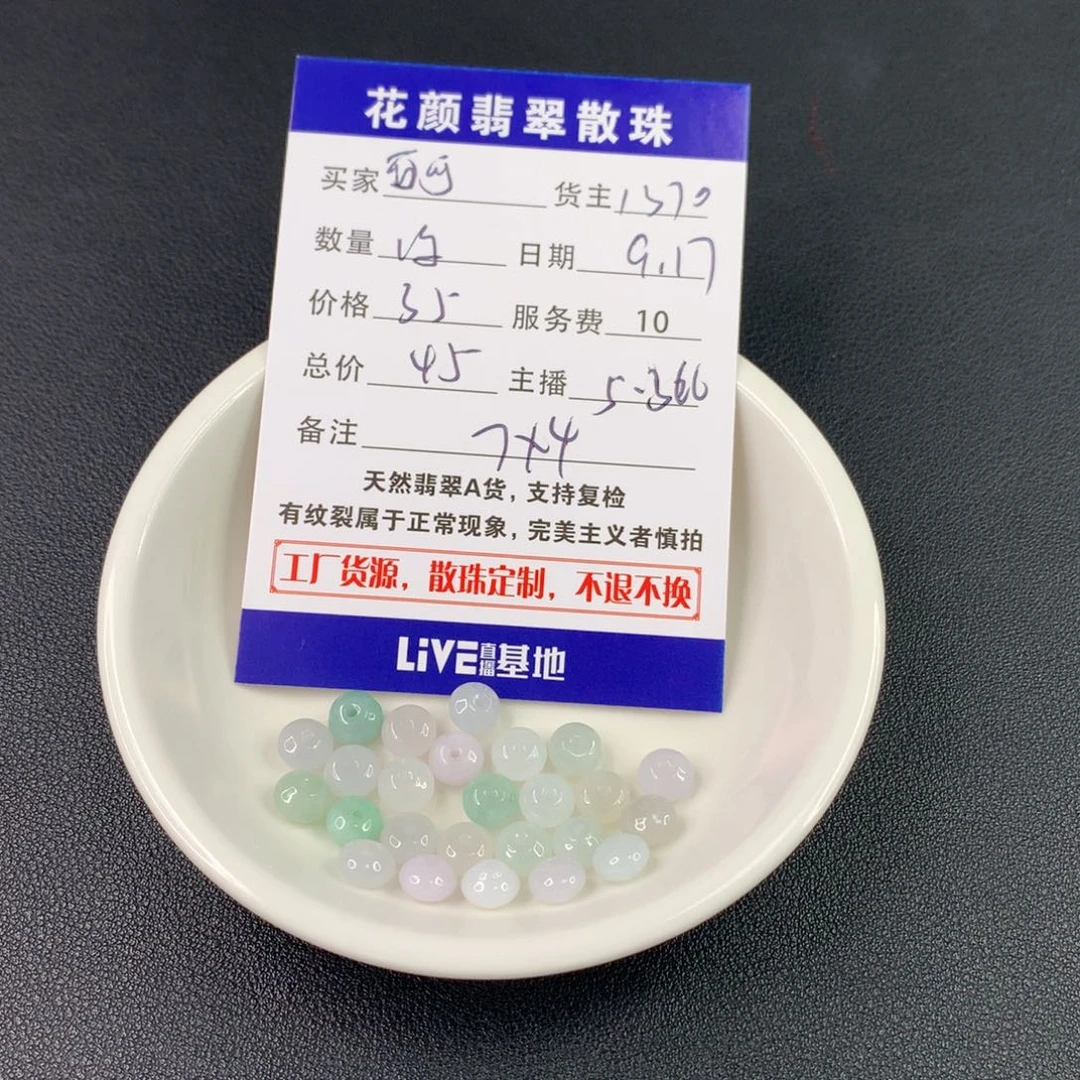 花颜翡翠散珠
买家 货主 1370
数量 日期 9.17
价格 35 服务费 10
总价 45 主播 5-366
备注 7x4
天然翡翠A货，支持复检
有纹裂属于正常现象，完美主义者慎拍
工厂货源，散珠定制，不退不换
LiVE直播基地